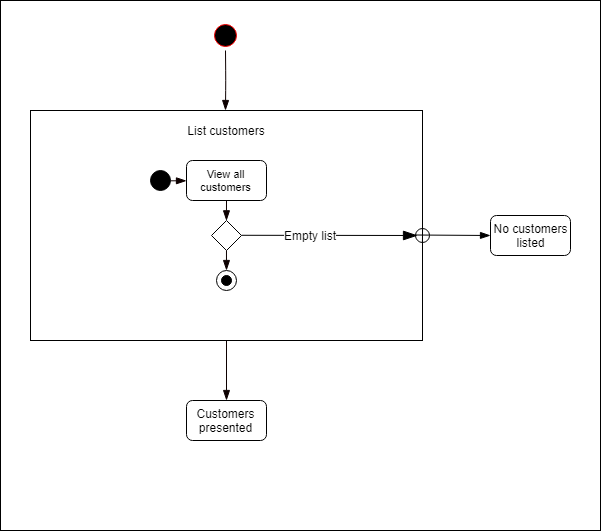 List customers
View all
customers
Empty list
No customers
listed
Customers
presented